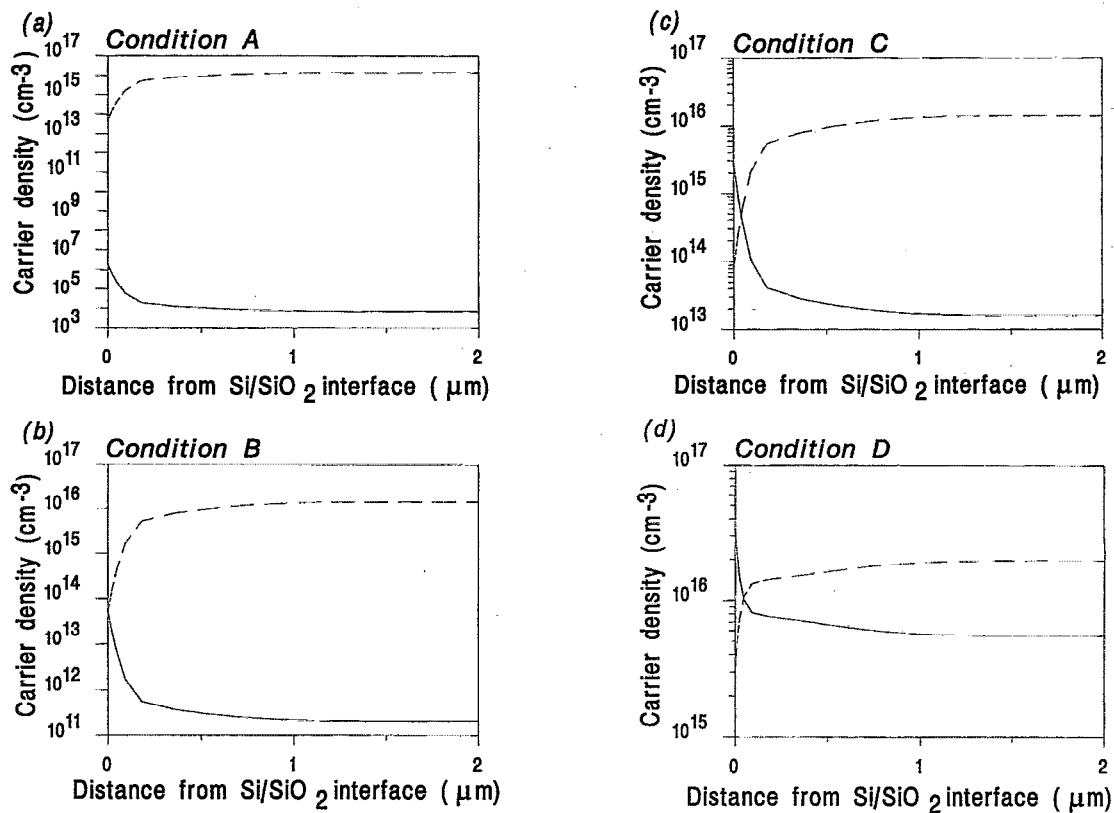 (a)
Condition A
10^17
10^15
10^13
10^11
10^9
10^7
10^5
10^3
Carrier density (cm-3)
0
1
2
Distance from Si/SiO 2 interface ( μm)
(b)
Condition B
10^17
10^16
10^15
10^14
10^13
10^12
10^11
Carrier density (cm-3)
0
1
2
Distance from Si/SiO 2 interface ( μm)
(c)
Condition C
10^17
10^16
10^15
10^14
10^13
Carrier density (cm-3)
0
1
2
Distance from Si/SiO 2 interface ( μm)
(d)
Condition D
10^17
10^16
10^15
Carrier density (cm-3)
0
1
2
Distance from Si/SiO 2 interface ( μm)